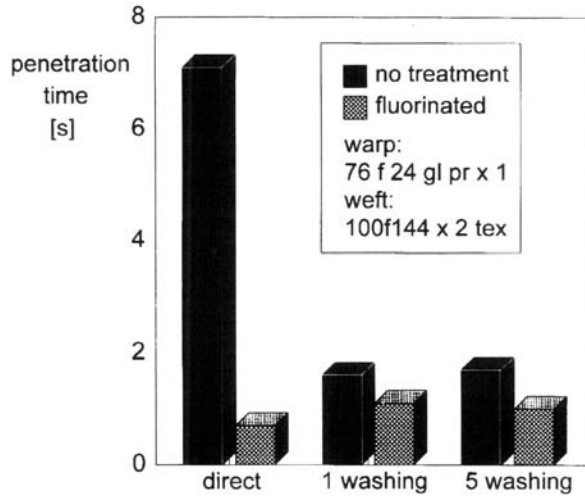 penetration
time
[s]
8
6
4
2
0
no treatment
fluorinated
warp:
76 f 24 gl pr x 1
weft:
100f144 x 2 tex
direct
1 washing
5 washing